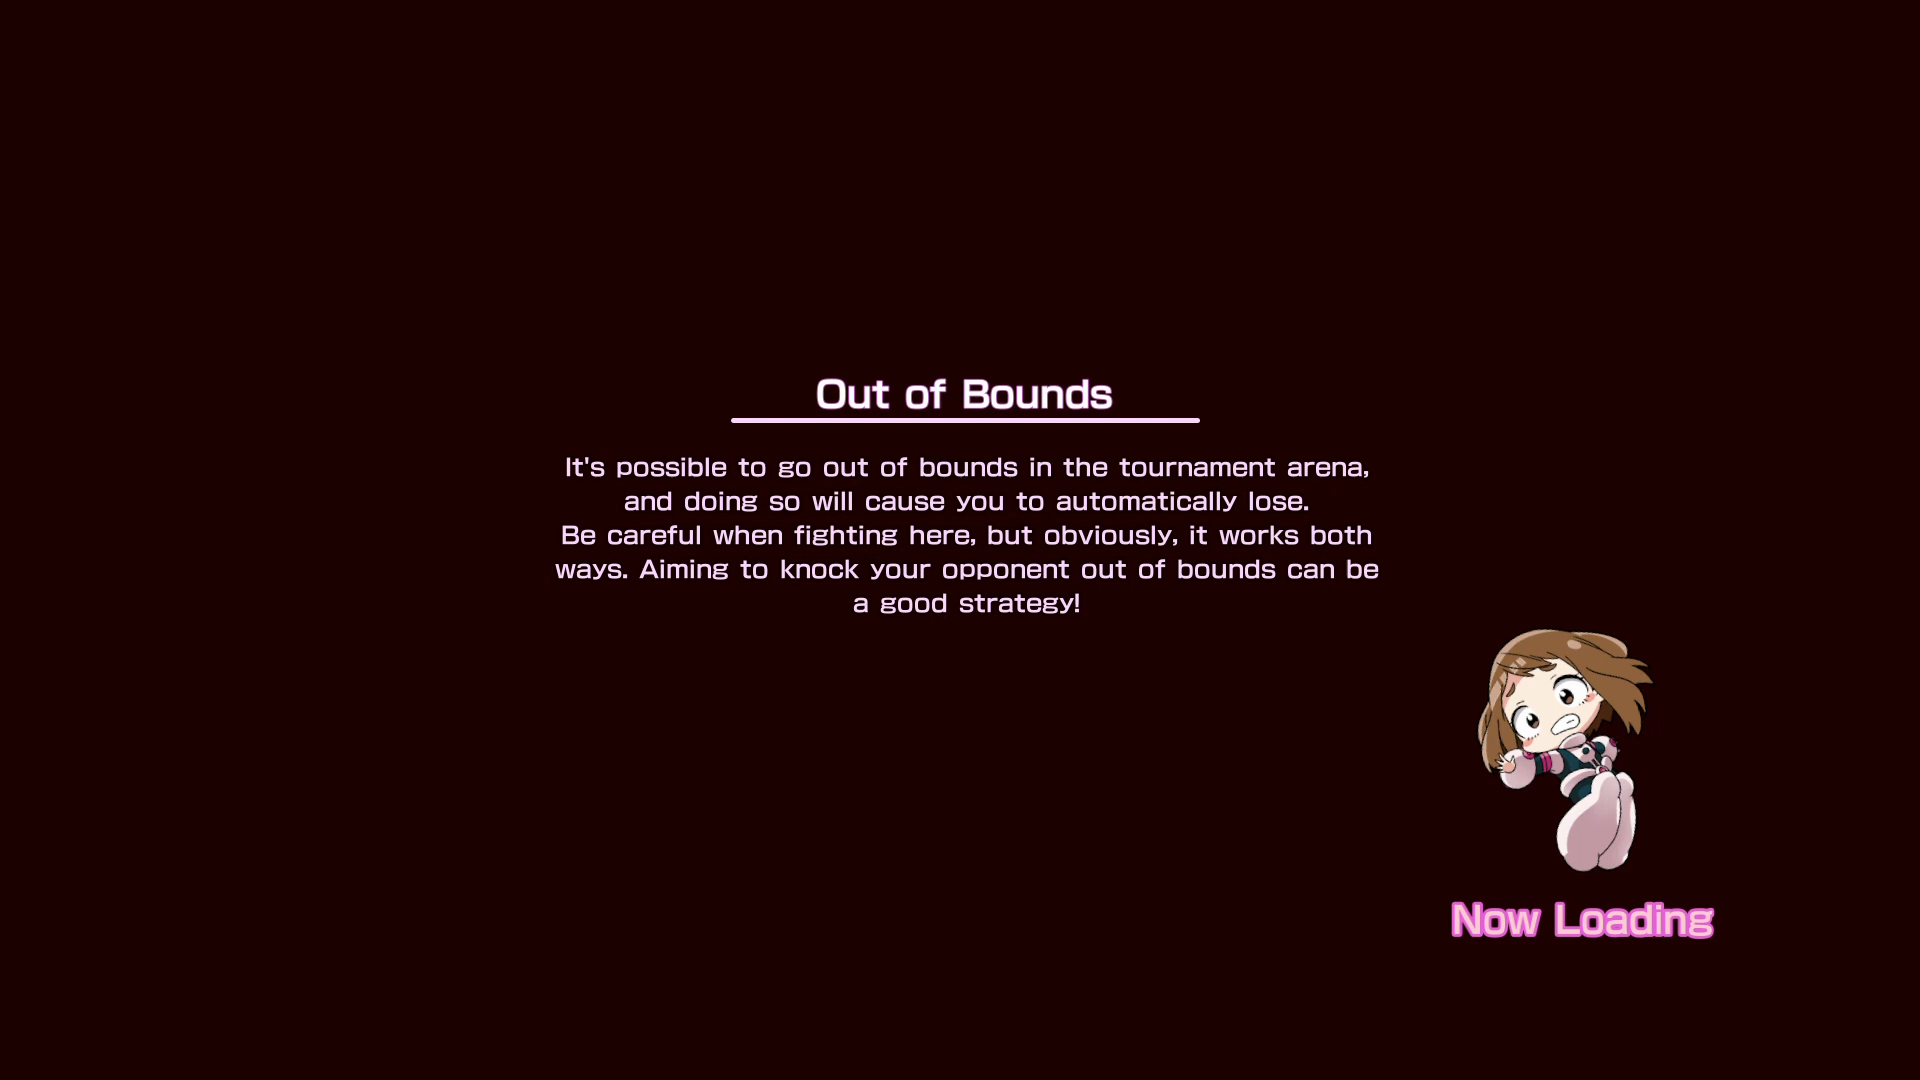 Out of Bounds
It's possible to go out of bounds in the tournament arena,
and doing so will cause you to automatically lose.
Be careful when fighting here, but obviously, it works both
ways. Aiming to knock your opponent out of bounds can be
a good strategy!
Now Loading